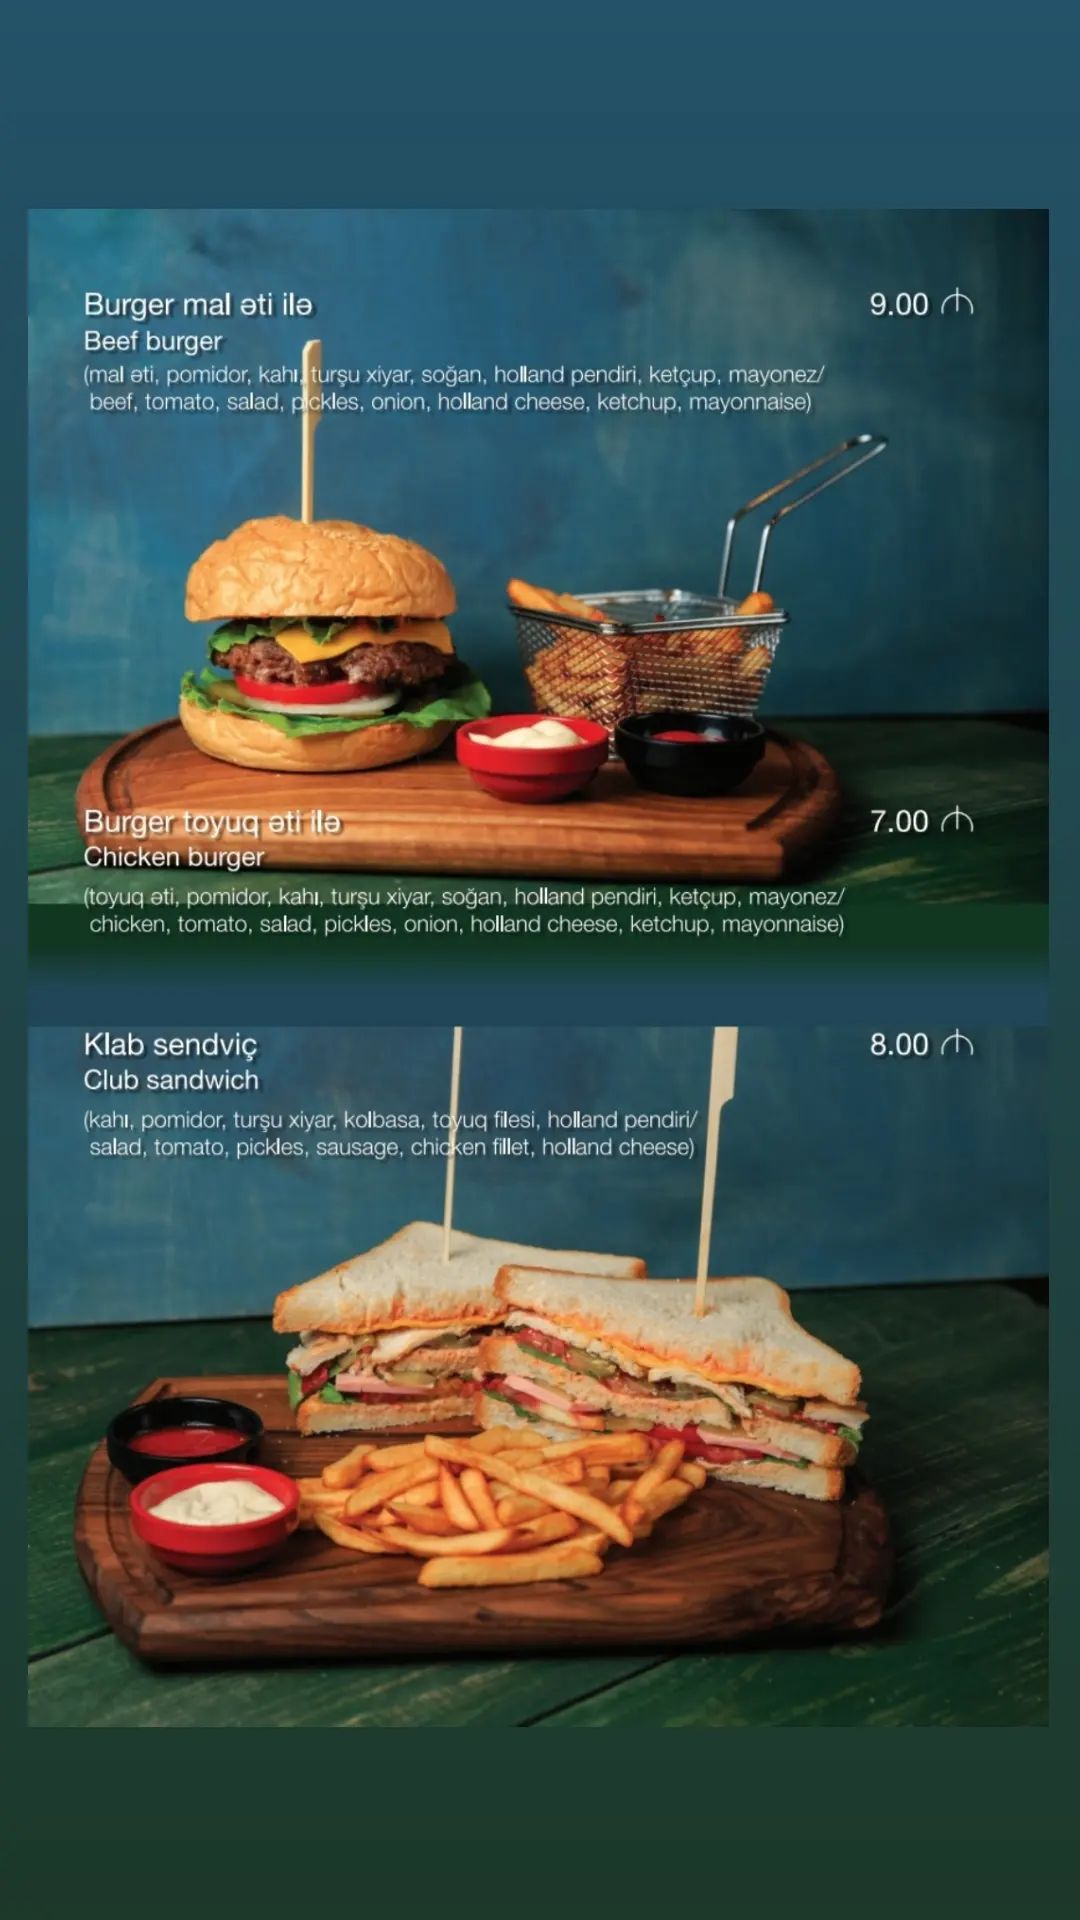 Burger mal əti ilə 9.00 ₼
Beef burger
(mal əti, pomidor, kahı, turşu xiyar, soğan, holland pendiri, ketçup, mayonez/
beef, tomato, salad, pickles, onion, holland cheese, ketchup, mayonnaise)
Burger toyuq əti ilə 7.00 ₼
Chicken burger
(toyuq əti, pomidor, kahı, turşu xiyar, soğan, holland pendiri, ketçup, mayonez/
chicken, tomato, salad, pickles, onion, holland cheese, ketchup, mayonnaise)
Klab sendviç 8.00 ₼
Club sandwich
(kahı, pomidor, turşu xiyar, kolbasa, toyuq filesi, holland pendiri/
salad, tomato, pickles, sausage, chicken fillet, holland cheese)